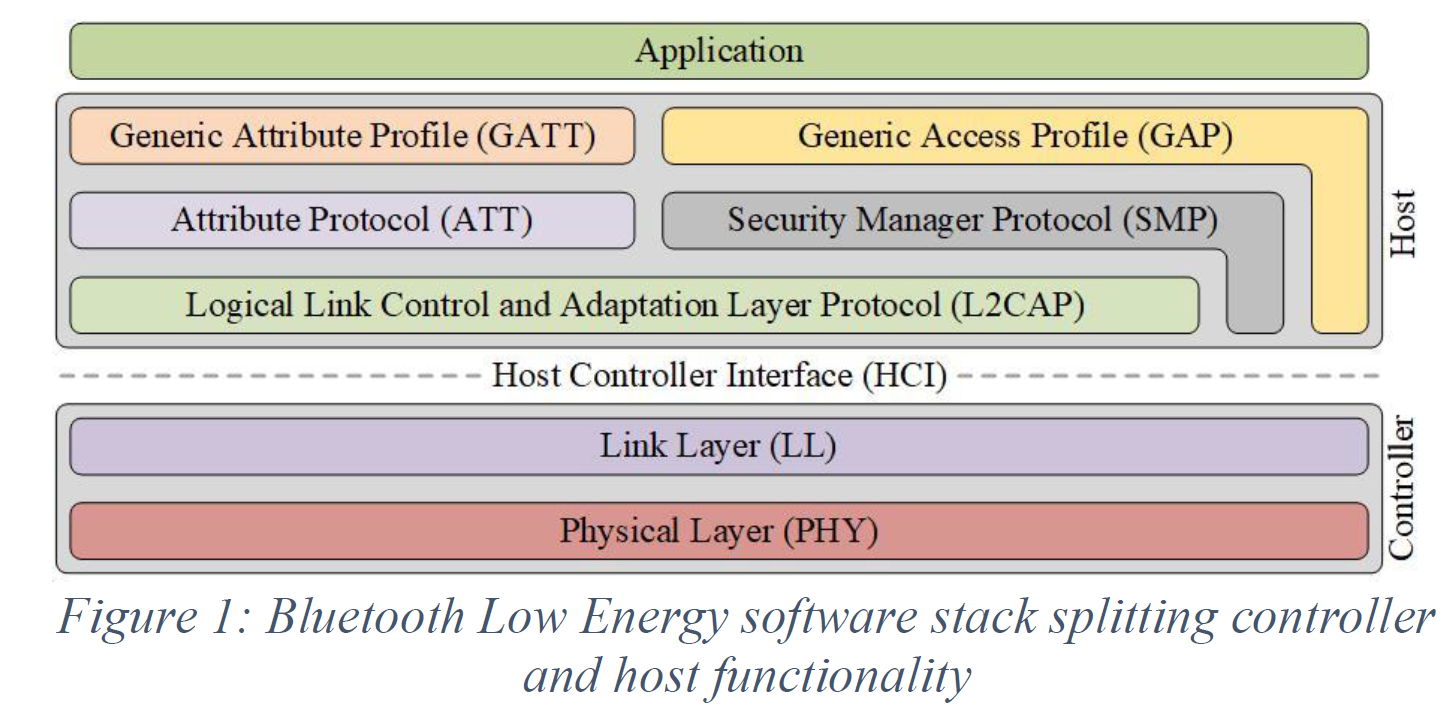 Application
Generic Attribute Profile (GATT)
Generic Access Profile (GAP)
Attribute Protocol (ATT)
Security Manager Protocol (SMP)
Logical Link Control and Adaptation Layer Protocol (L2CAP)
Host
Host Controller Interface (HCI)
Link Layer (LL)
Physical Layer (PHY)
Controller
Figure 1: Bluetooth Low Energy software stack splitting controller
and host functionality